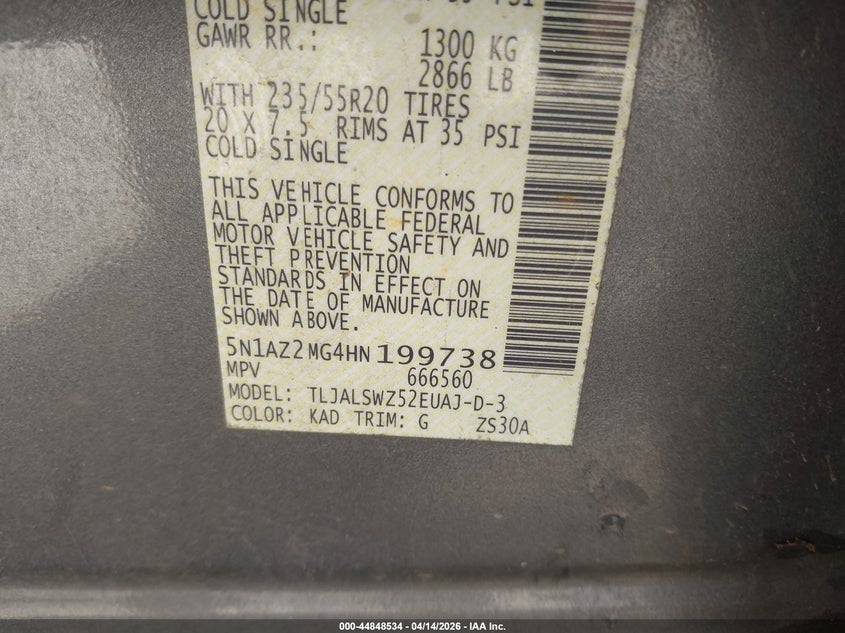 COLD SINGLE
GAWR RR.: 1300 KG
2866 LB
WITH 235/55R20 TIRES
20 X 7.5 RIMS AT 35 PSI
COLD SINGLE
THIS VEHICLE CONFORMS TO
ALL APPLICABLE FEDERAL
MOTOR VEHICLE SAFETY AND
THEFT PREVENTION
STANDARDS IN EFFECT ON
THE DATE OF MANUFACTURE
SHOWN ABOVE.
5N1AZ2MG4HN199738
MPV 666560
MODEL: TLJALSWZ52EUAJ-D-3
COLOR: KAD TRIM: G ZS30A
000-44848534 - 04/14/2026 - IAA Inc.